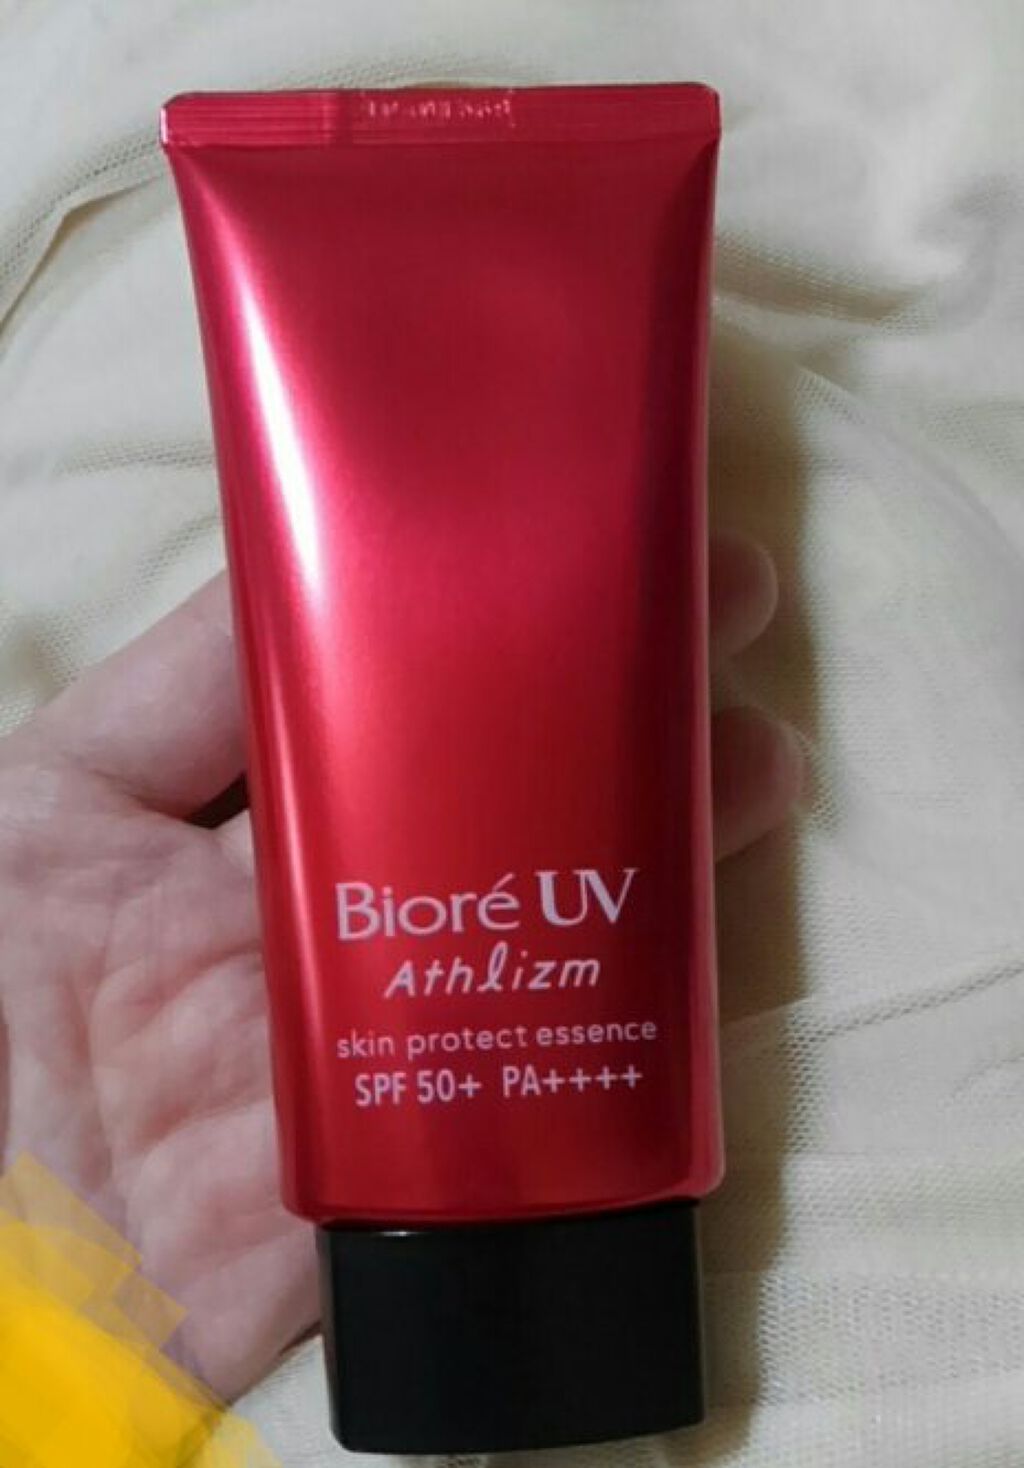 Bioré UV
Athlizm
skin protect essence
SPF 50+ PA++++